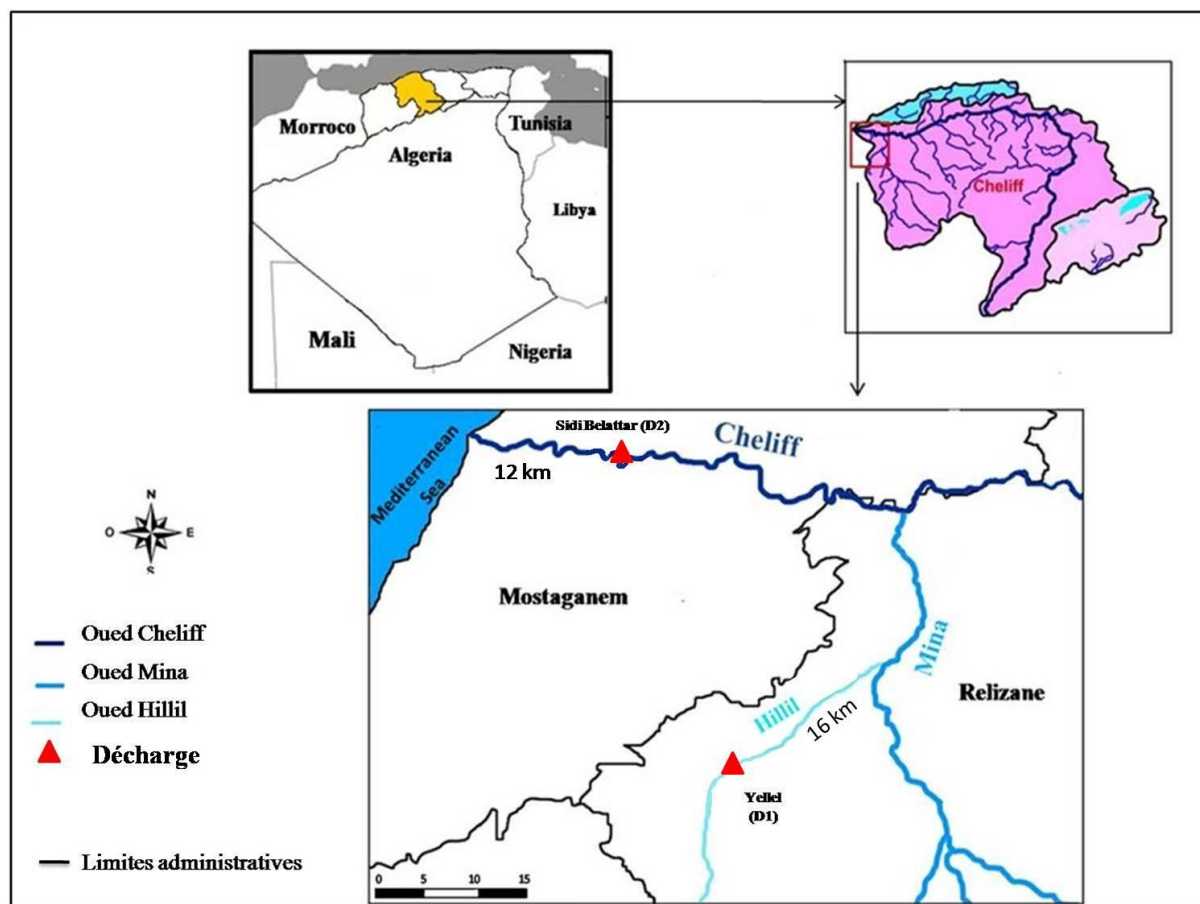 Morroco
Tunisia
Algeria
Libya
Mali
Nigeria
Cheliff
Sidi Belattar (D2)
Cheliff
12 km
Mediterranean
Sea
N
O
E
S
Mostaganem
Mina
Relizane
Hillil
16 km
Yellel
(D1)
Oued Cheliff
Oued Mina
Oued Hillil
Décharge
Limites administratives
0 5 10 15